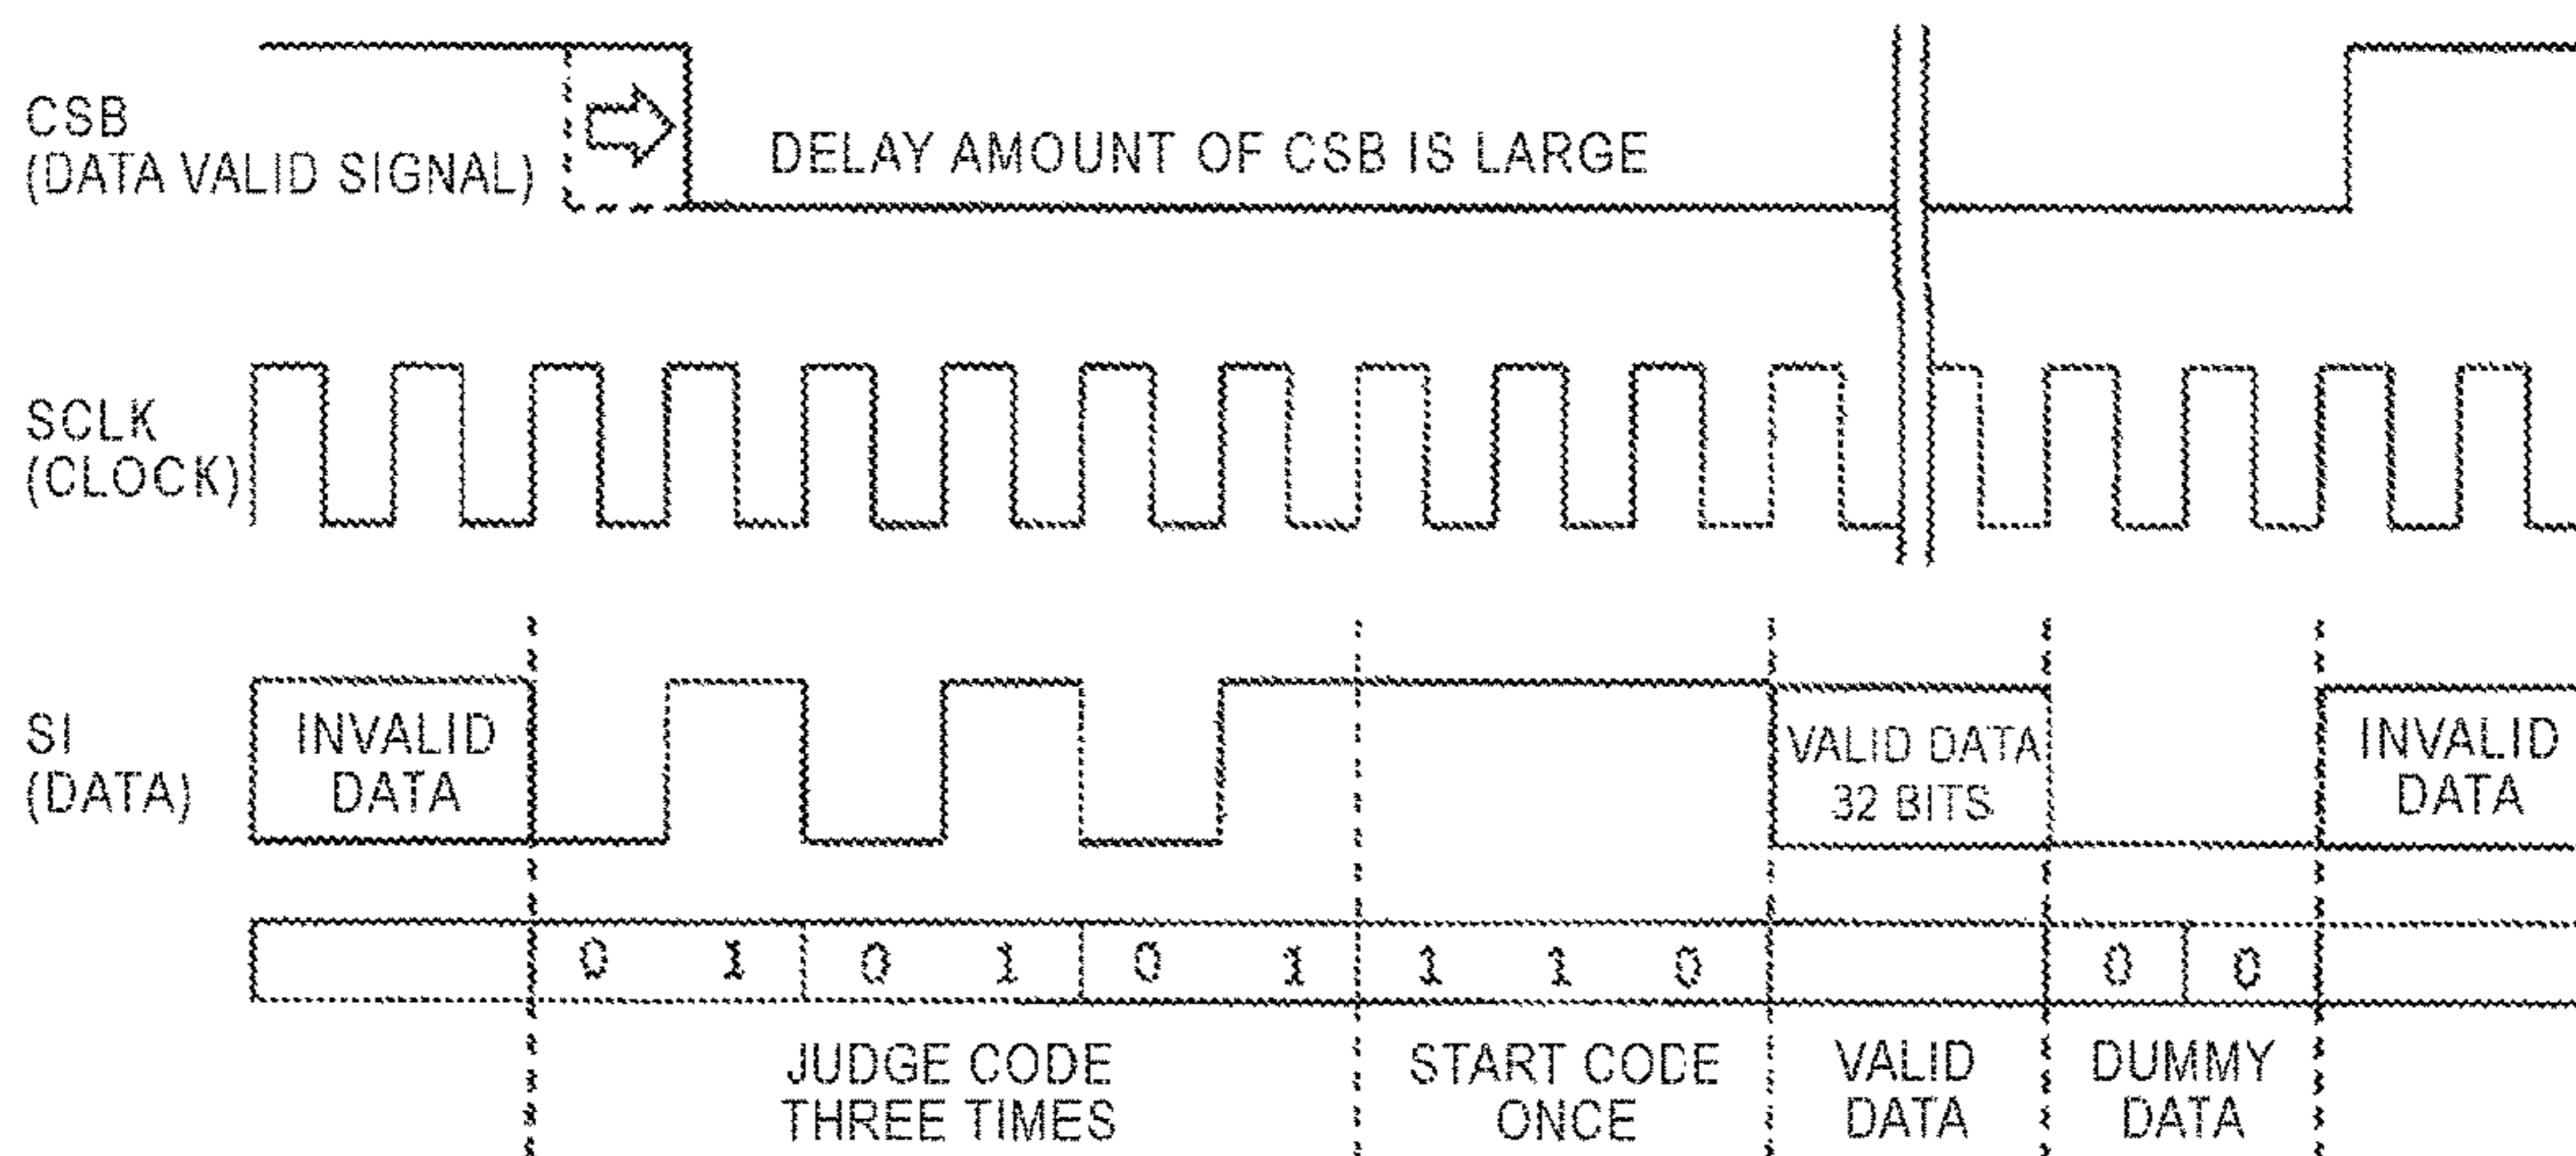 CSB
(DATA VALID SIGNAL)
DELAY AMOUNT OF CSB IS LARGE
SCLK
(CLOCK)
SI
(DATA)
INVALID
DATA
VALID DATA
32 BITS
INVALID
DATA
0 1 0 1 0 1 1 1 0 0 0
JUDGE CODE
THREE TIMES
START CODE
ONCE
VALID
DATA
DUMMY
DATA